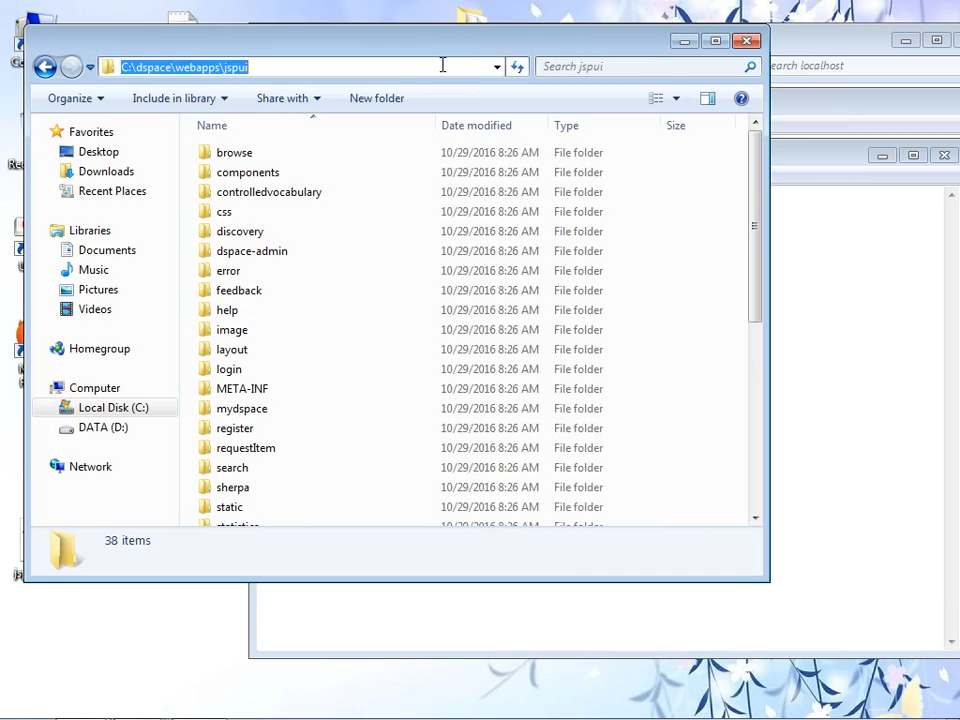 C:\dspace\webapps\jspui
Search jspui
earch localhost
Organize
Include in library
Share with
New folder
Name
Date modified
Type
Size
Favorites
Desktop
Downloads
Recent Places
Libraries
Documents
Music
Pictures
Videos
Homegroup
Computer
Local Disk (C:)
DATA (D:)
Network
browse 10/29/2016 8:26 AM File folder
components 10/29/2016 8:26 AM File folder
controlledvocabulary 10/29/2016 8:26 AM File folder
css 10/29/2016 8:26 AM File folder
discovery 10/29/2016 8:26 AM File folder
dspace-admin 10/29/2016 8:26 AM File folder
error 10/29/2016 8:26 AM File folder
feedback 10/29/2016 8:26 AM File folder
help 10/29/2016 8:26 AM File folder
image 10/29/2016 8:26 AM File folder
layout 10/29/2016 8:26 AM File folder
login 10/29/2016 8:26 AM File folder
META-INF 10/29/2016 8:26 AM File folder
mydspace 10/29/2016 8:26 AM File folder
register 10/29/2016 8:26 AM File folder
requestItem 10/29/2016 8:26 AM File folder
search 10/29/2016 8:26 AM File folder
sherpa 10/29/2016 8:26 AM File folder
static 10/29/2016 8:26 AM File folder
statistics 10/29/2016 8:26 AM File folder
38 items